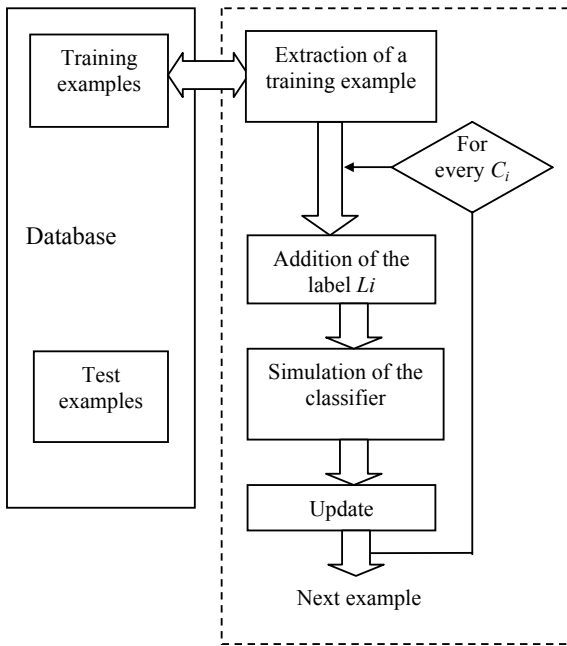 Training
examples
Extraction of a
training example
For
every C_i
Database
Addition of the
label Li
Test
examples
Simulation of the
classifier
Update
Next example